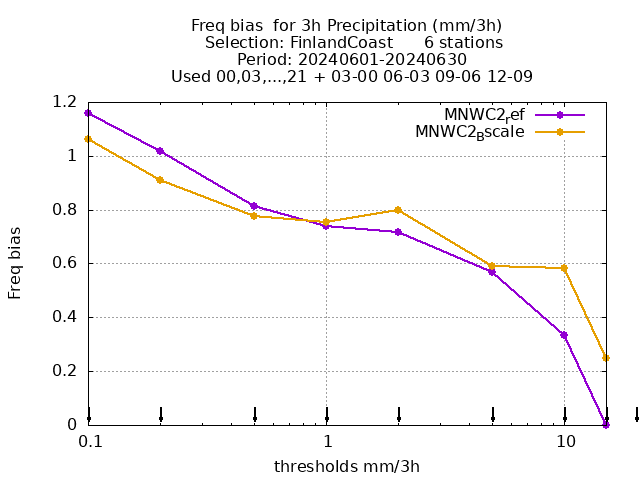 Freq bias  for 3h Precipitation (mm/3h)
Selection: FinlandCoast      6 stations
Period: 20240601-20240630
Used 00,03,...,21 + 03-00 06-03 09-06 12-09
MNWC2_ref
MNWC2_Bscale
1.2
1
0.8
0.6
0.4
0.2
0
Freq bias
0.1
1
10
thresholds mm/3h